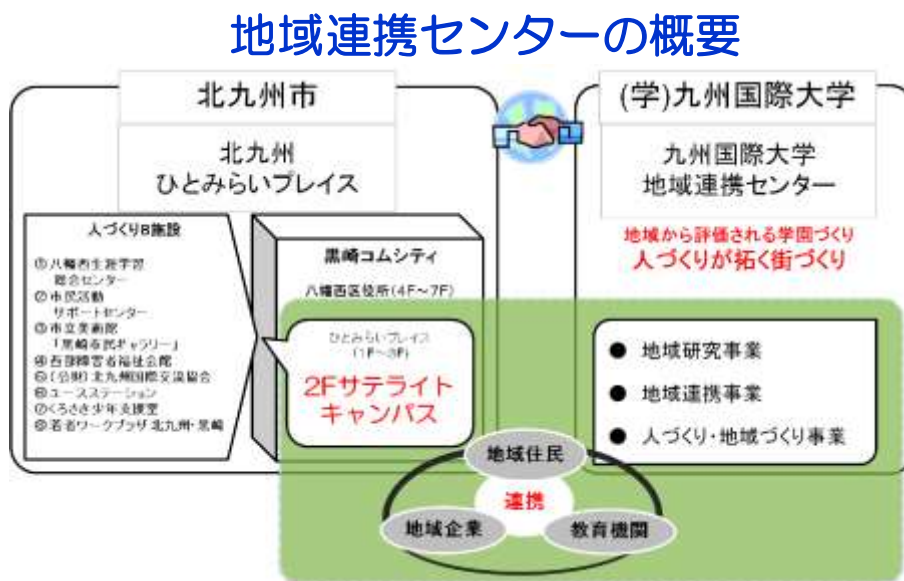 地域連携センターの概要
北九州市
北九州
ひとみらいプレイス
人づくり8施設
①八幡西生涯学習
総合センター
②市民活動
サポートセンター
③市立美術館
「黒崎市民ギャラリー」
④西部障害者福祉会館
⑤(公財)北九州国際交流協会
⑥ユースステーション
⑦くろさき少年支援室
⑧若者ワークプラザ北九州・黒崎
黒崎コムシティ
八幡西区役所(4F~7F)
ひとみらいプレイス
(1F~3F)
2Fサテライト
キャンパス
(学)九州国際大学
九州国際大学
地域連携センター
地域から評価される学園づくり
人づくりが拓く街づくり
● 地域研究事業
● 地域連携事業
● 人づくり・地域づくり事業
地域住民
連携
地域企業
教育機関